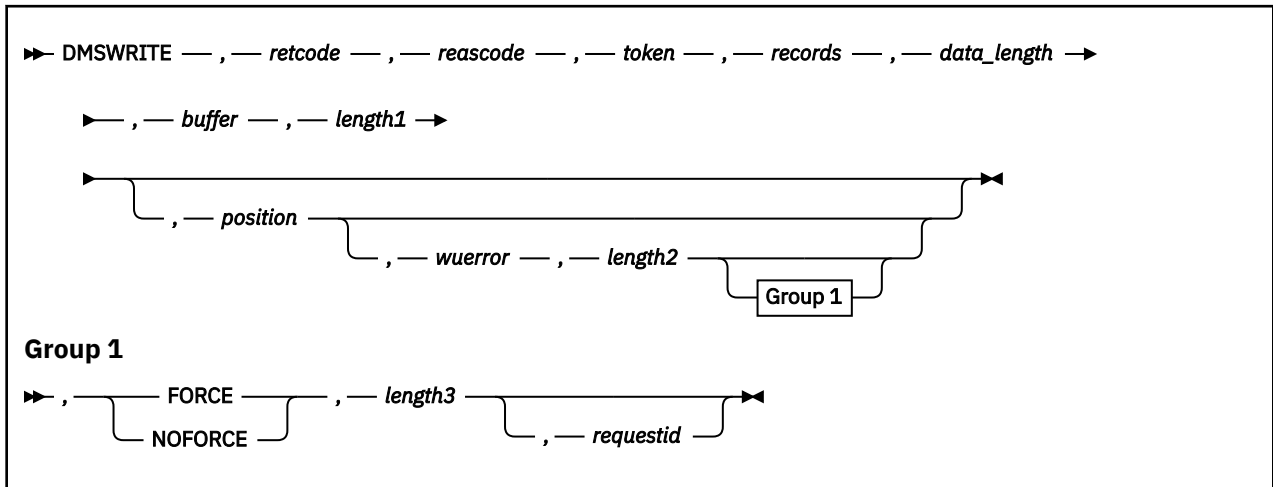 DMSWRITE , retcode , reascode , token , records , data_length
, buffer , length1
, position
, wuerror , length2
Group 1
Group 1
, FORCE , length3
NOFORCE , requestid